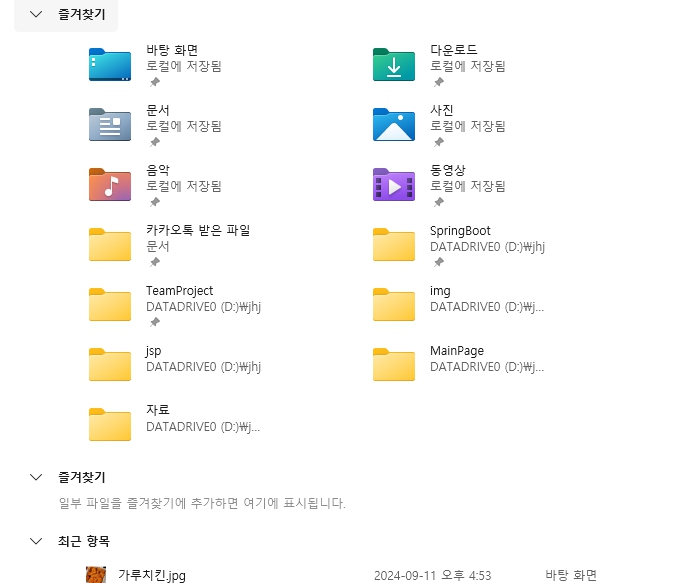 즐겨찾기
바탕 화면
로컬에 저장됨
다운로드
로컬에 저장됨
문서
로컬에 저장됨
사진
로컬에 저장됨
음악
로컬에 저장됨
동영상
로컬에 저장됨
카카오톡 받은 파일
문서
SpringBoot
DATADRIVE0 (D:)₩jhj
TeamProject
DATADRIVE0 (D:)₩jhj
img
DATADRIVE0 (D:)₩j...
jsp
DATADRIVE0 (D:)₩jhj
MainPage
DATADRIVE0 (D:)₩j...
자료
DATADRIVE0 (D:)₩j...
즐겨찾기
일부 파일을 즐겨찾기에 추가하면 여기에 표시됩니다.
최근 항목
가루치킨.jpg 2024-09-11 오후 4:53 바탕 화면